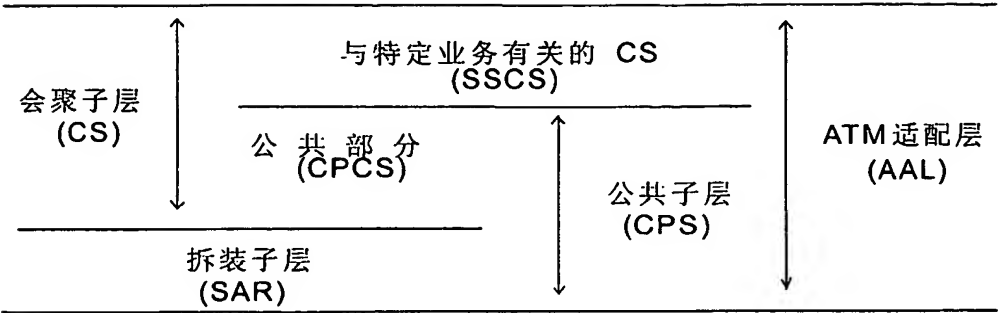 与特定业务有关的 CS
(SSCS)
会聚子层
(CS)
公共部分
(CPCS)
ATM适配层
(AAL)
公共子层
(CPS)
拆装子层
(SAR)